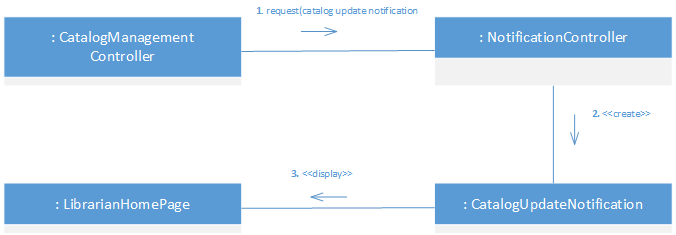 1. request(catalog update notification
: CatalogManagement
Controller
: NotificationController
2. <<create>>
3. <<display>>
: LibrarianHomePage
: CatalogUpdateNotification